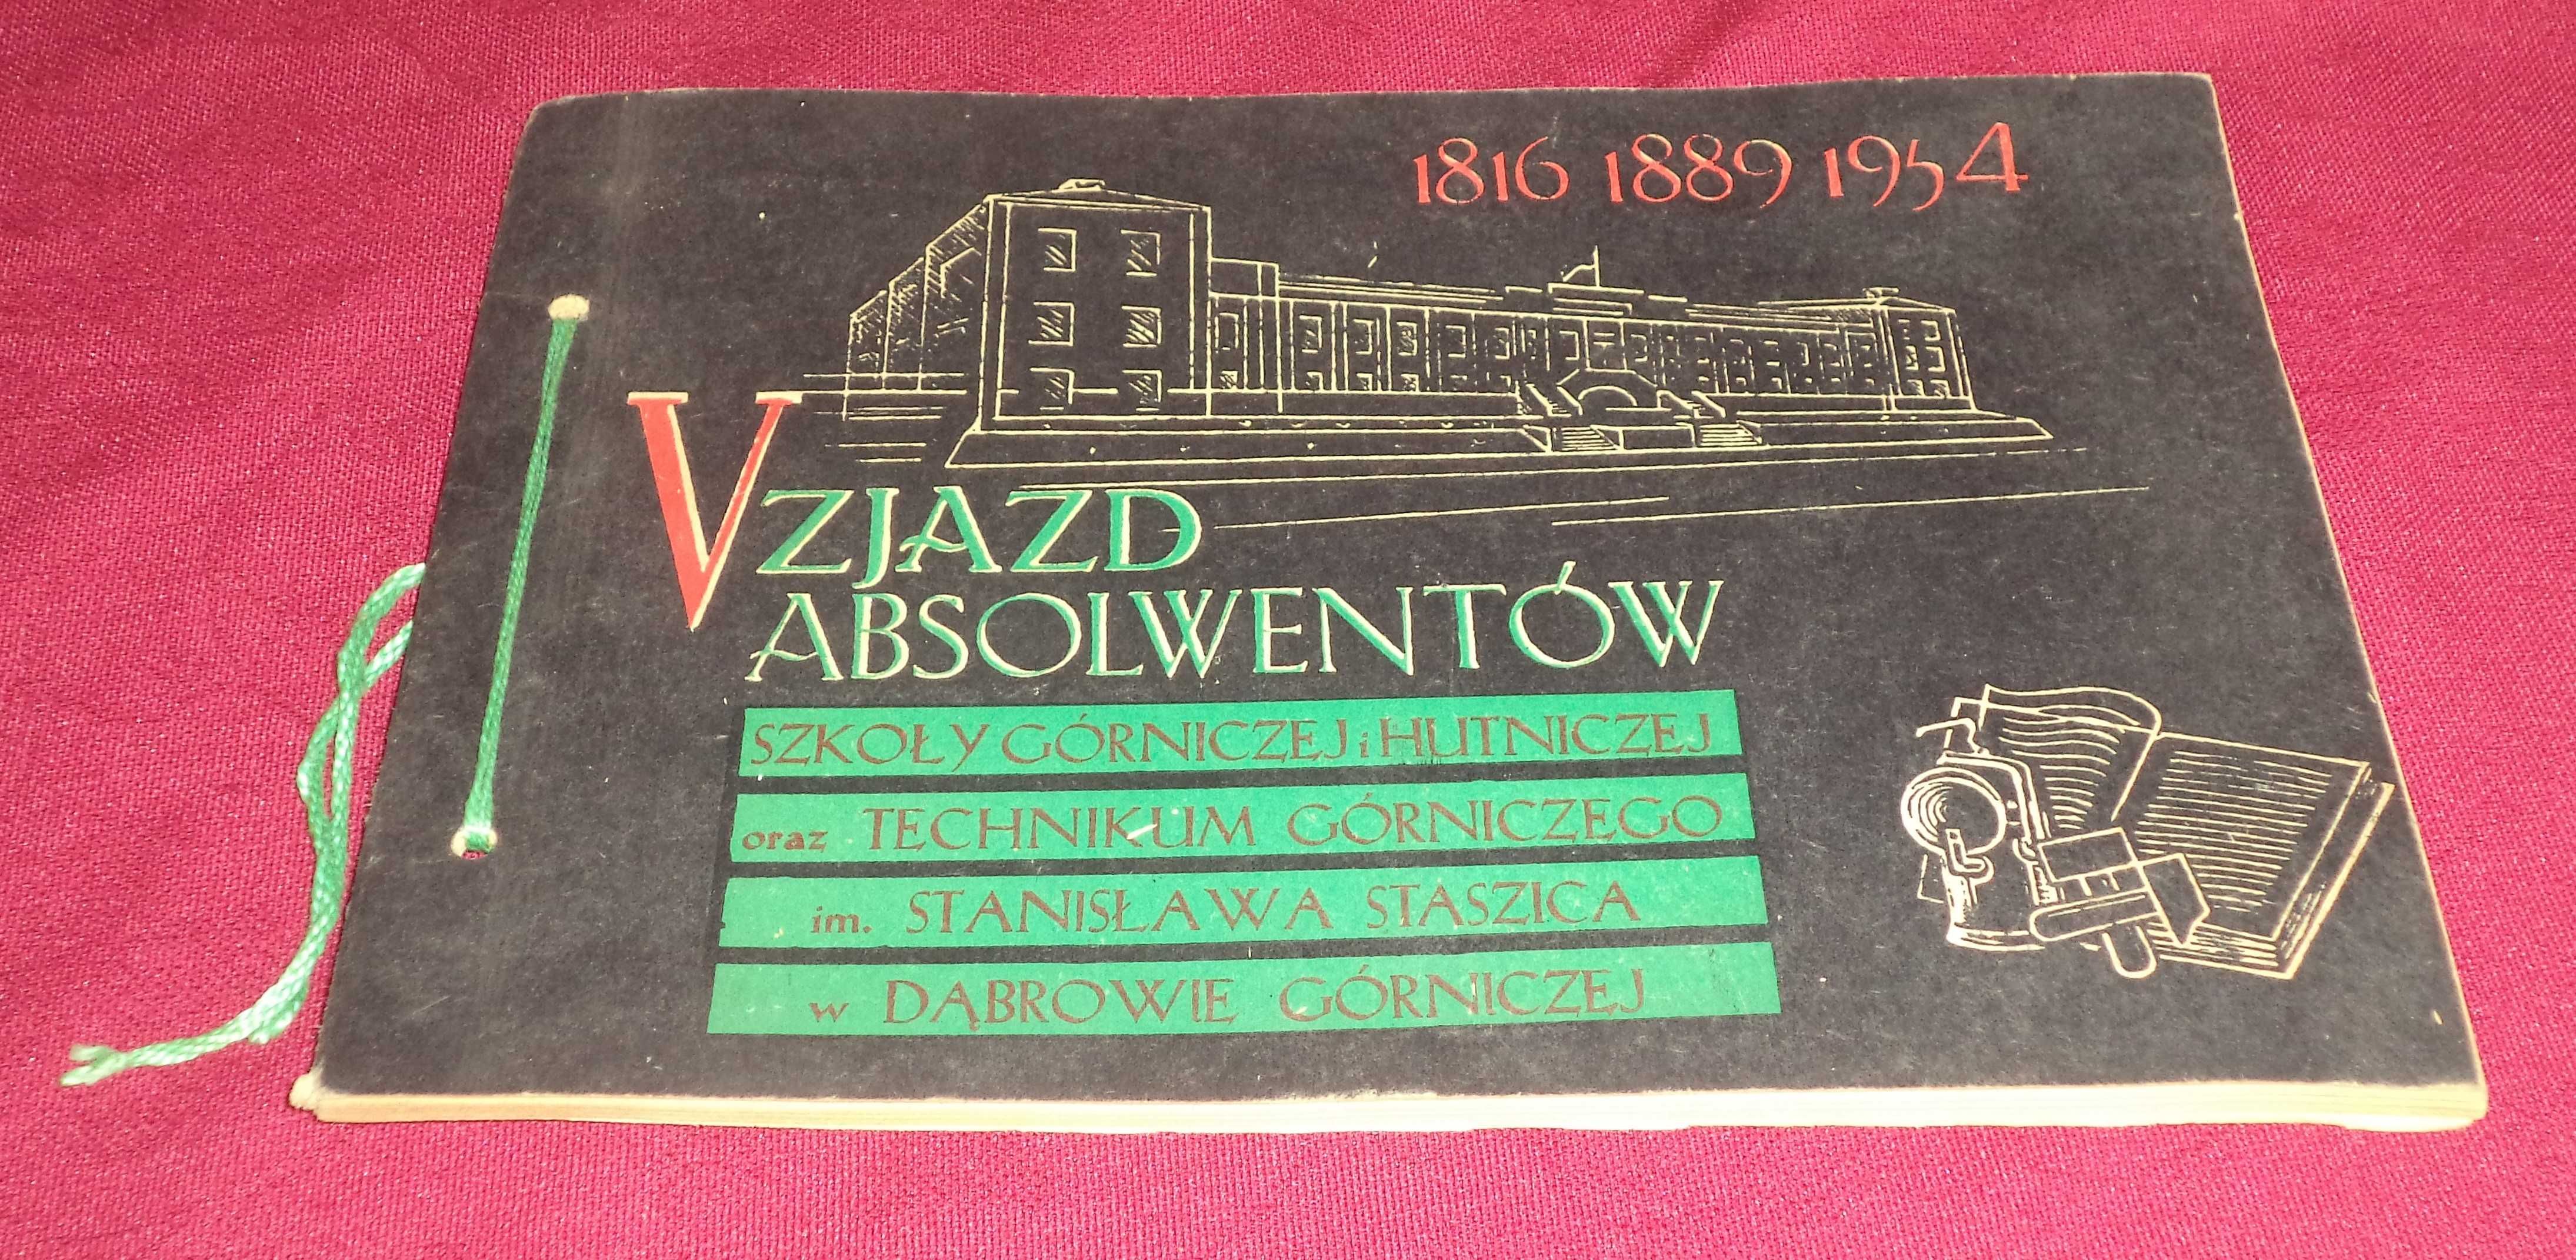 1816 1889 1954
V ZJAZD
ABSOLWENTÓW
SZKOŁY GÓRNICZEJ i HUTNICZEJ
oraz TECHNIKUM GÓRNICZEGO
im. STANISŁAWA STASZICA
w DĄBROWIE GÓRNICZEJ